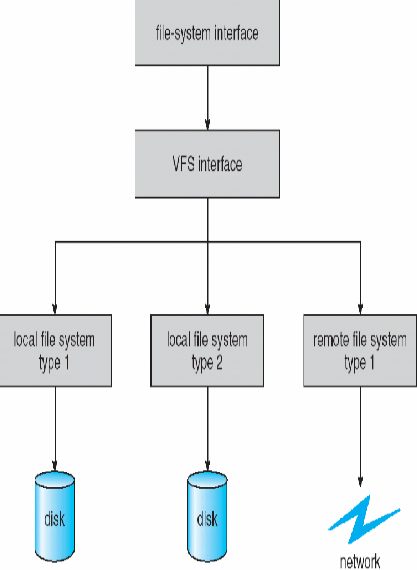 file-system interface
VFS interface
local file system
type 1
local file system
type 2
remote file system
type 1
disk
disk
network